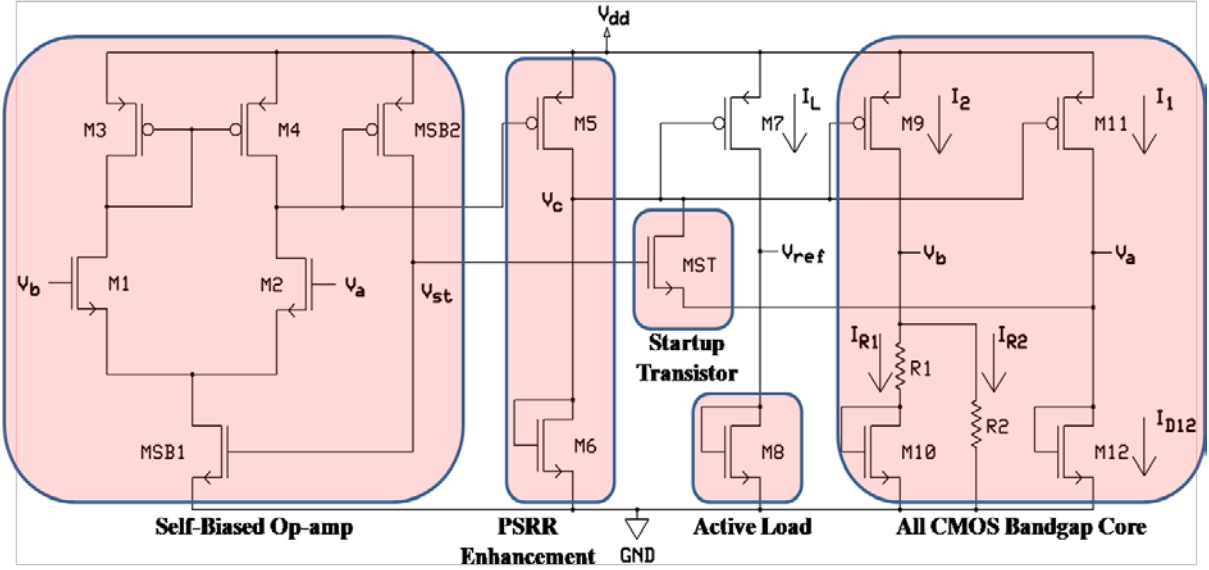 Vdd
M3
M4
MSB2
M5
M7
IL
M9
I2
M11
I1
Vc
Vb
M1
M2
Va
Vst
MST
Vref
Vb
Va
Startup
Transistor
IR1
R1
IR2
R2
MSB1
M6
M8
M10
M12
ID12
Self-Biased Op-amp
PSRR
Enhancement
GND
Active Load
All CMOS Bandgap Core